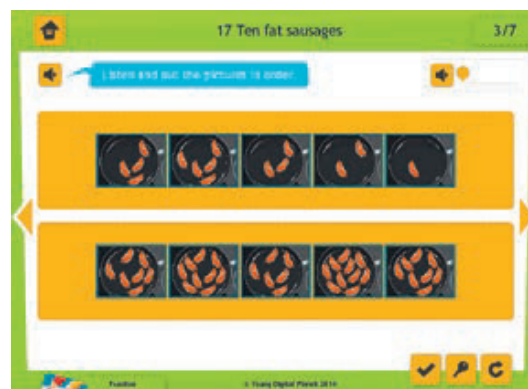 17 Ten fat sausages
3/7
Listen and put the pictures in order.
© Young Digital Planet 2014